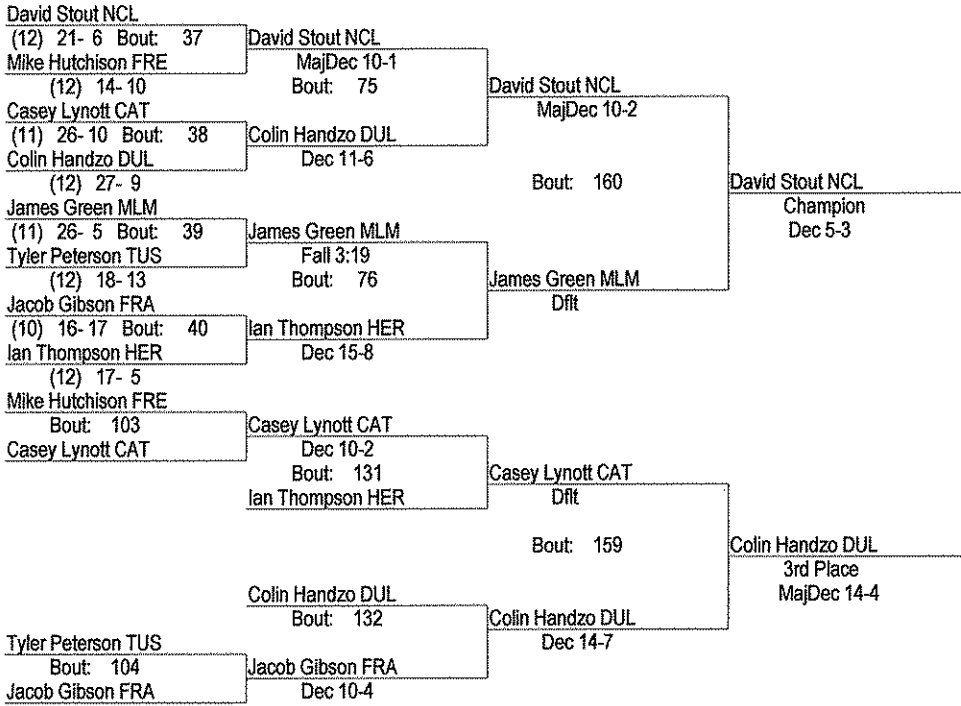 David Stout NCL
(12) 21- 6 Bout: 37
Mike Hutchison FRE
(12) 14- 10
Casey Lynott CAT
(11) 26- 10 Bout: 38
Colin Handzo DUL
(12) 27- 9
James Green MLM
(11) 26- 5 Bout: 39
Tyler Peterson TUS
(12) 18- 13
Jacob Gibson FRA
(10) 16- 17 Bout: 40
Ian Thompson HER
(12) 17- 5
Mike Hutchison FRE
Bout: 103
Casey Lynott CAT
Tyler Peterson TUS
Bout: 104
Jacob Gibson FRA
David Stout NCL
MajDec 10-1
Bout: 75
Colin Handzo DUL
Dec 11-6
James Green MLM
Fall 3:19
Bout: 76
Ian Thompson HER
Dec 15-8
Casey Lynott CAT
Dec 10-2
Bout: 131
Ian Thompson HER
Colin Handzo DUL
Bout: 132
Jacob Gibson FRA
Dec 10-4
David Stout NCL
MajDec 10-2
Bout: 160
James Green MLM
Dflt
Casey Lynott CAT
Dflt
Bout: 159
Colin Handzo DUL
Dec 14-7
David Stout NCL
Champion
Dec 5-3
Colin Handzo DUL
3rd Place
MajDec 14-4